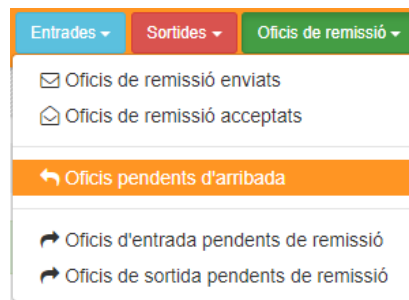 Entrades
Sortides
Oficis de remissió
Oficis de remissió enviats
Oficis de remissió acceptats
Oficis pendents d'arribada
Oficis d'entrada pendents de remissió
Oficis de sortida pendents de remissió